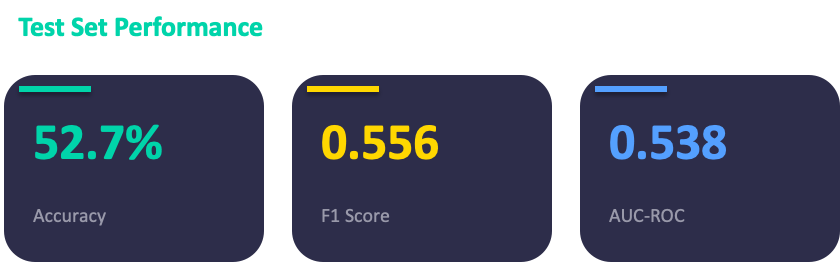 Test Set Performance
52.7%
Accuracy
0.556
F1 Score
0.538
AUC-ROC